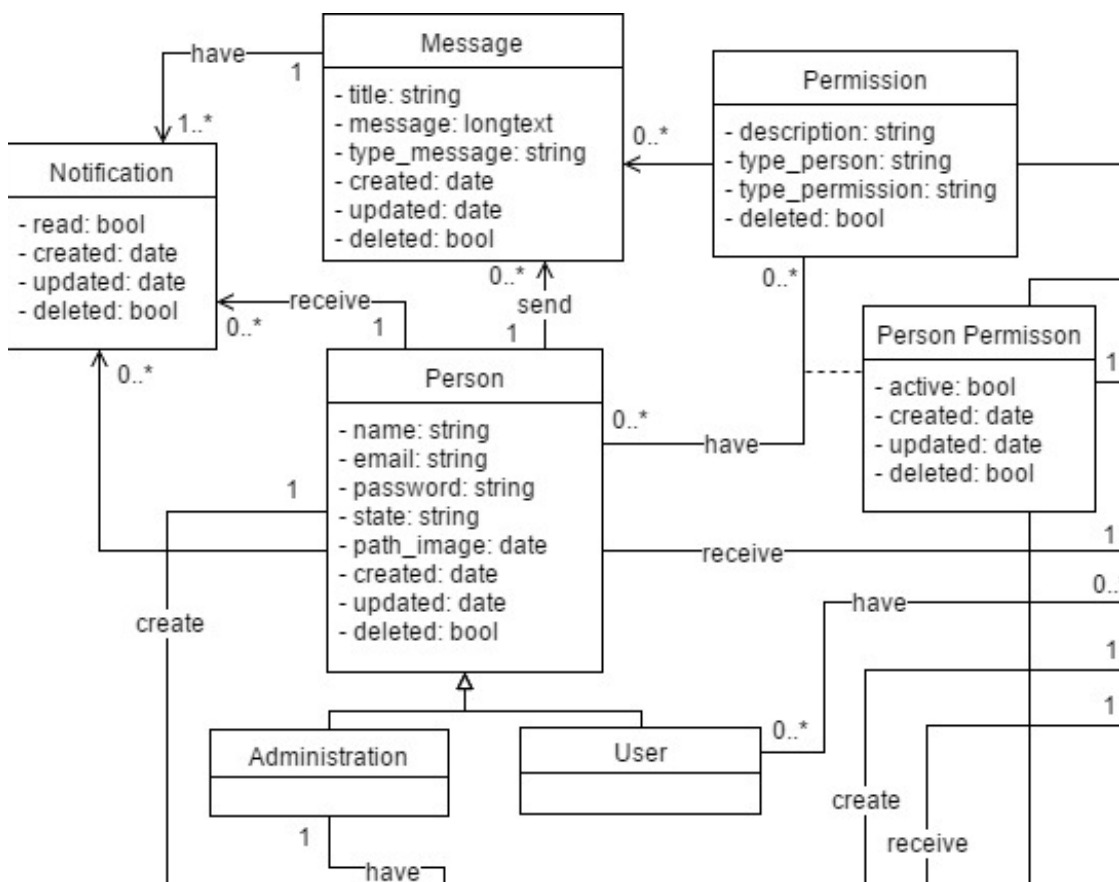 Message
- title: string
- message: longtext
- type_message: string
- created: date
- updated: date
- deleted: bool
have
1
1..*
Permission
- description: string
- type_person: string
- type_permission: string
- deleted: bool
0..*
Notification
- read: bool
- created: date
- updated: date
- deleted: bool
0..*
send
1
0..*
receive
0..*
1
0..*
Person Permisson
- active: bool
- created: date
- updated: date
- deleted: bool
1
Person
- name: string
- email: string
- password: string
- state: string
- path_image: date
- created: date
- updated: date
- deleted: bool
0..*
have
1
create
receive
1
have
0..
1
1
Administration
User
0..*
create
receive
1
have